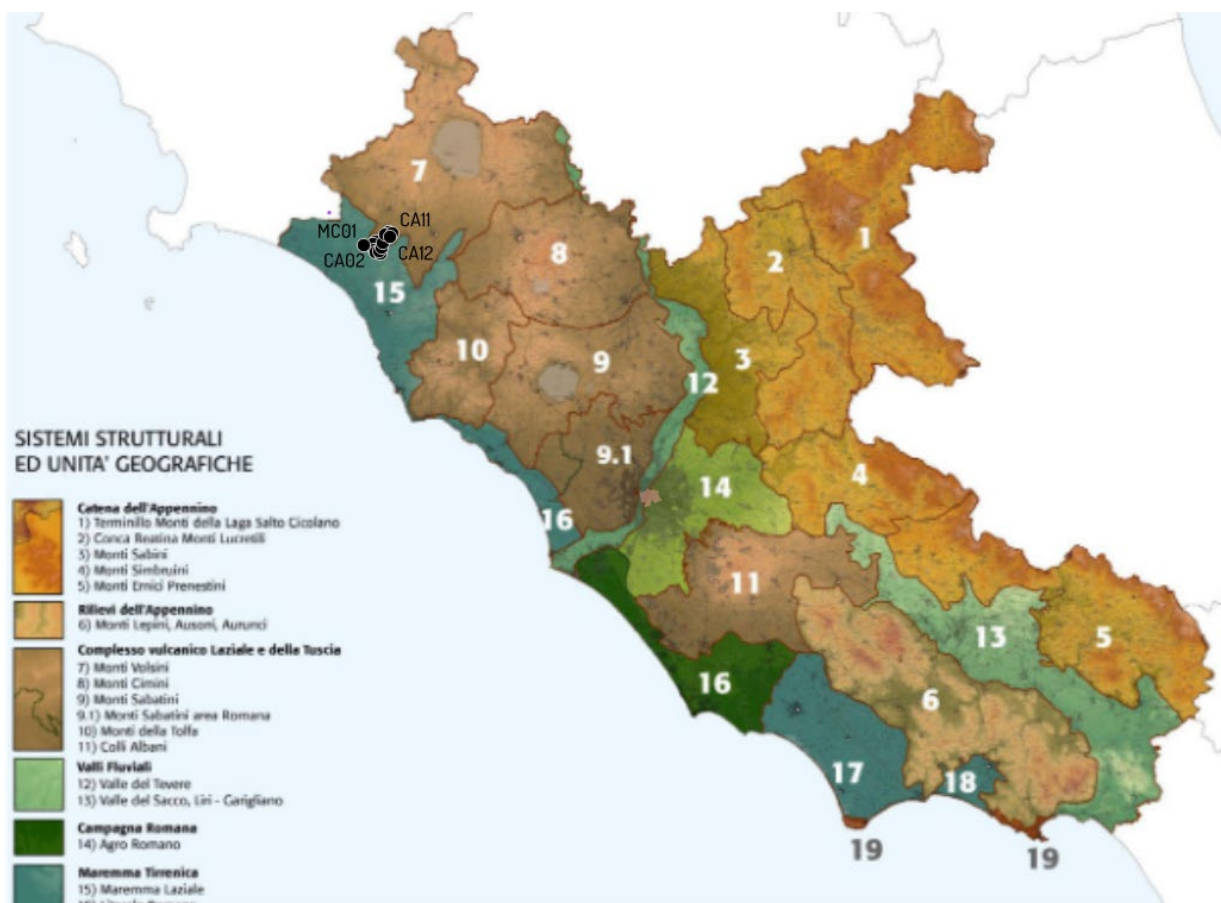 7
MC01
CA11
CA02
CA12
8
1
2
15
10
9
3
12
9.1
14
4
16
11
13
5
16
6
17
18
19
19
SISTEMI STRUTTURALI
ED UNITA' GEOGRAFICHE
Catena dell'Appennino
1) Terminillo Monti della Laga Salto Cicolano
2) Conca Reatina Monti Lucretili
3) Monti Sabini
4) Monti Simbruini
5) Monti Ernici Prenestini
Rilievi dell'Appennino
6) Monti Lepini, Ausoni, Aurunci
Complesso vulcanico Laziale e della Tuscia
7) Monti Volsini
8) Monti Cimini
9) Monti Sabatini
9.1) Monti Sabatini area Romana
10) Monti della Tolfa
11) Colli Albani
Valli Fluviali
12) Valle del Tevere
13) Valle del Sacco, Liri - Garigliano
Campagna Romana
14) Agro Romano
Maremma Tirrenica
15) Maremma Laziale